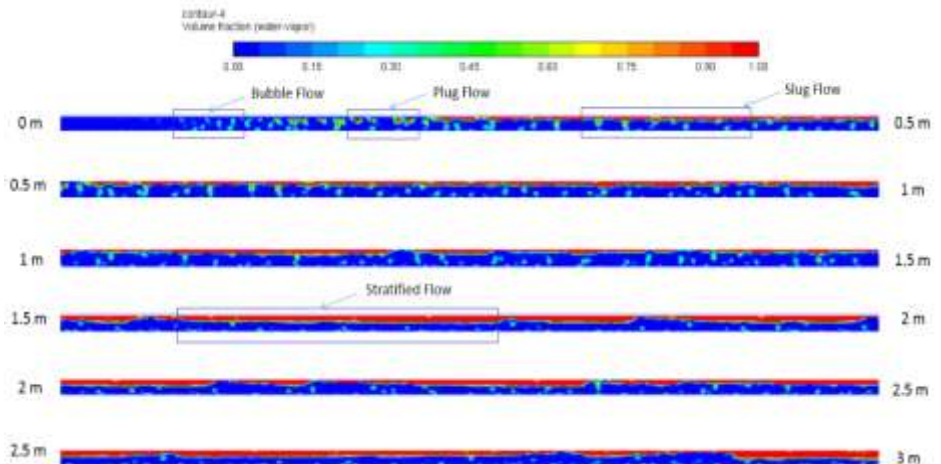 contour-4
Volume fraction (water-vapor)
0.00 0.15 0.30 0.45 0.60 0.75 0.90 1.00
Bubble Flow
Plug Flow
Slug Flow
0 m
0.5 m
0.5 m
1 m
1 m
1.5 m
Stratified Flow
1.5 m
2 m
2 m
2.5 m
2.5 m
3 m